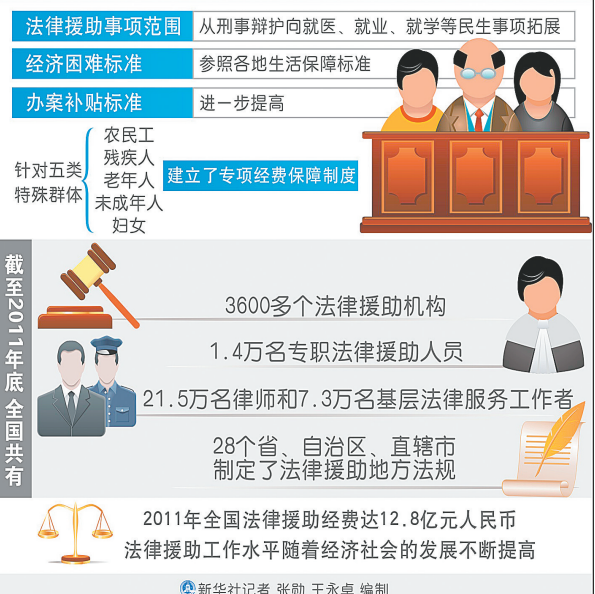 法律援助事项范围 从刑事辩护向就医、就业、就学等民生事项拓展
经济困难标准 参照各地生活保障标准
办案补贴标准 进一步提高
针对五类
特殊群体
农民工
残疾人
老年人
未成年人
妇女
建立了专项经费保障制度
截至2011年底 全国共有
3600多个法律援助机构
1.4万名专职法律援助人员
21.5万名律师和7.3万名基层法律服务工作者
28个省、自治区、直辖市
制定了法律援助地方法规
2011年全国法律援助经费达12.8亿元人民币
法律援助工作水平随着经济社会的发展不断提高
新华社记者 张勋 王永卓 编制